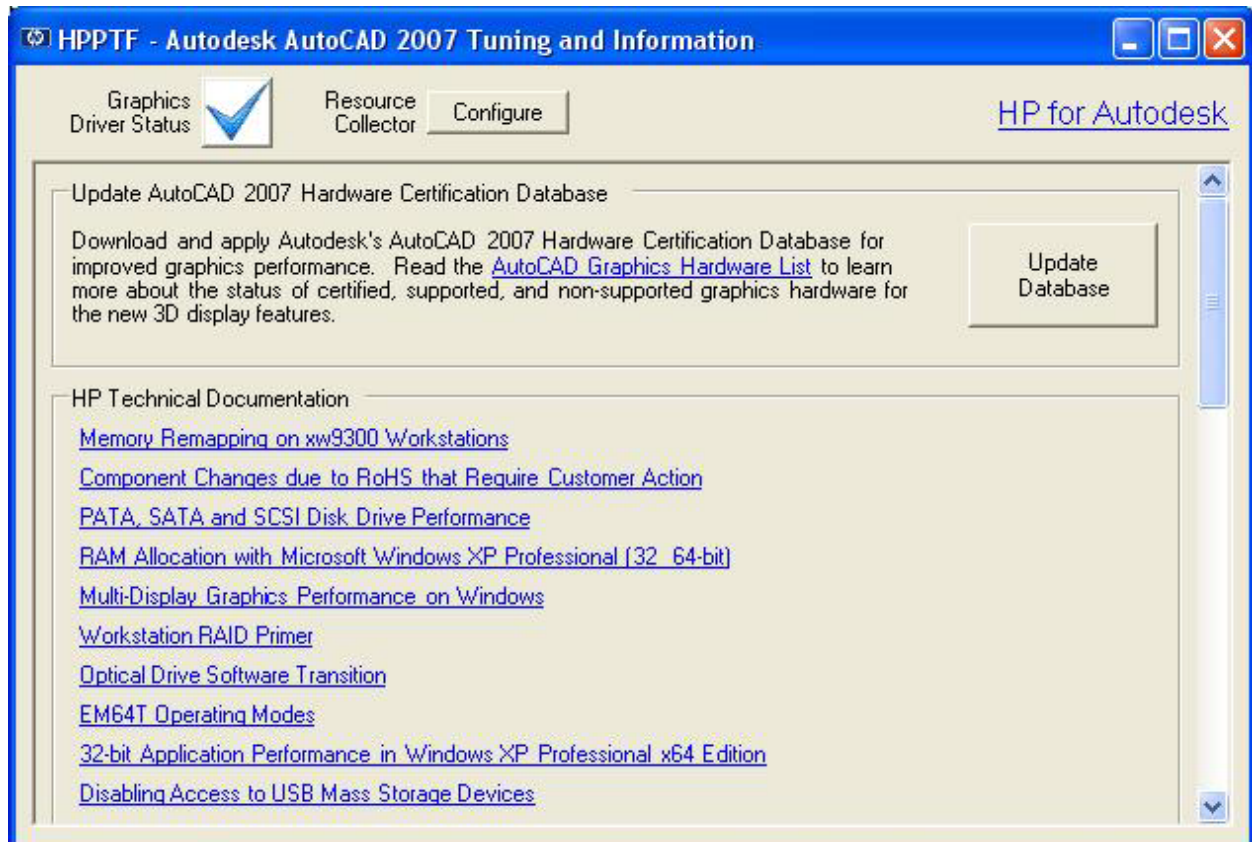 HPPTF - Autodesk AutoCAD 2007 Tuning and Information
Graphics
Driver Status
Resource
Collector
Configure
HP for Autodesk
Update AutoCAD 2007 Hardware Certification Database
Download and apply Autodesk's AutoCAD 2007 Hardware Certification Database for
improved graphics performance. Read the AutoCAD Graphics Hardware List to learn
more about the status of certified, supported, and non-supported graphics hardware for
the new 3D display features.
Update
Database
HP Technical Documentation
Memory Remapping on xw9300 Workstations
Component Changes due to RoHS that Require Customer Action
PATA, SATA and SCSI Disk Drive Performance
RAM Allocation with Microsoft Windows XP Professional (32_64-bit)
Multi-Display Graphics Performance on Windows
Workstation RAID Primer
Optical Drive Software Transition
EM64T Operating Modes
32-bit Application Performance in Windows XP Professional x64 Edition
Disabling Access to USB Mass Storage Devices